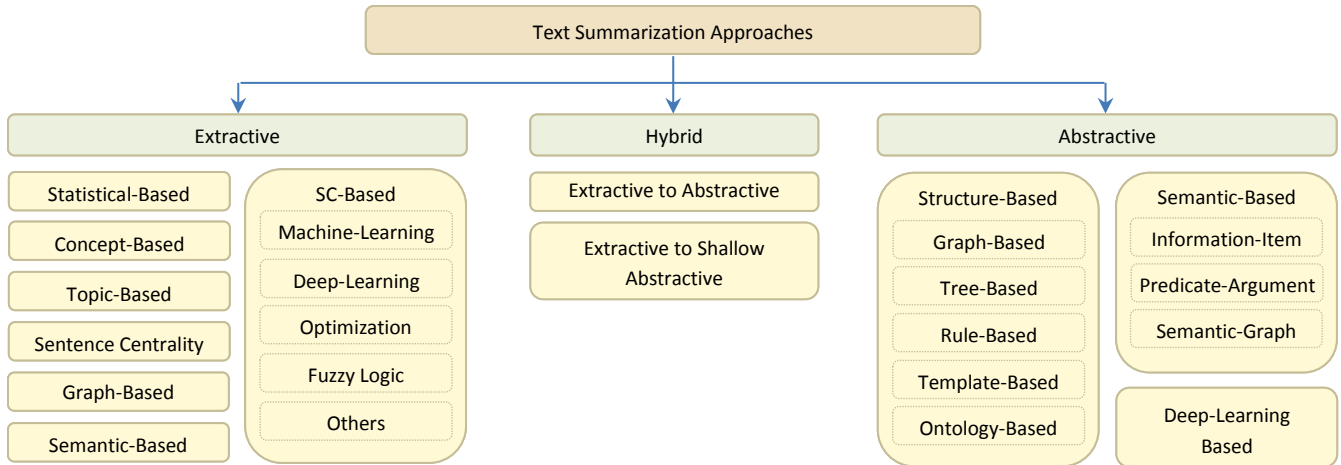 Text Summarization Approaches
Extractive
Statistical-Based
Concept-Based
Topic-Based
Sentence Centrality
Graph-Based
Semantic-Based
SC-Based
Machine-Learning
Deep-Learning
Optimization
Fuzzy Logic
Others
Hybrid
Extractive to Abstractive
Extractive to Shallow
Abstractive
Abstractive
Structure-Based
Graph-Based
Tree-Based
Rule-Based
Template-Based
Ontology-Based
Semantic-Based
Information-Item
Predicate-Argument
Semantic-Graph
Deep-Learning
Based